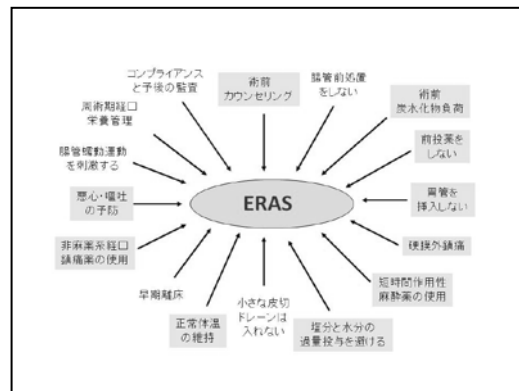 コンプライアンス
と予後の監査
術前
カウンセリング
腸管前処置
をしない
術前
炭水化物負荷
周術期経口
栄養管理
前投薬を
しない
腸管蠕動運動
を刺激する
胃管を
挿入しない
悪心・嘔吐
の予防
ERAS
硬膜外鎮痛
非麻薬系経口
鎮痛薬の使用
短時間作用性
麻酔薬の使用
早期離床
正常体温
の維持
小さな皮切
ドレーンは
入れない
塩分と水分の
過量投与を避ける